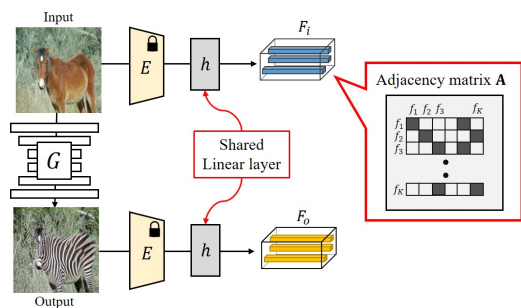 Input
E
h
F_i
G
Shared
Linear layer
Adjacency matrix A
f_1 f_2 f_3 f_K
f_1
f_2
f_3
f_K
E
h
F_o
Output